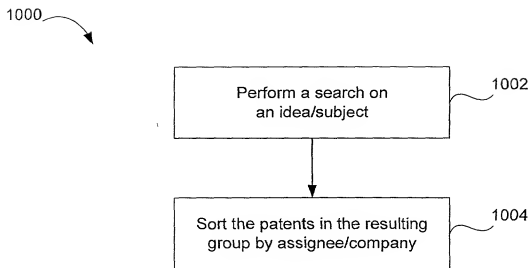 1000
Perform a search on
an idea/subject
1002
Sort the patents in the resulting
group by assignee/company
1004